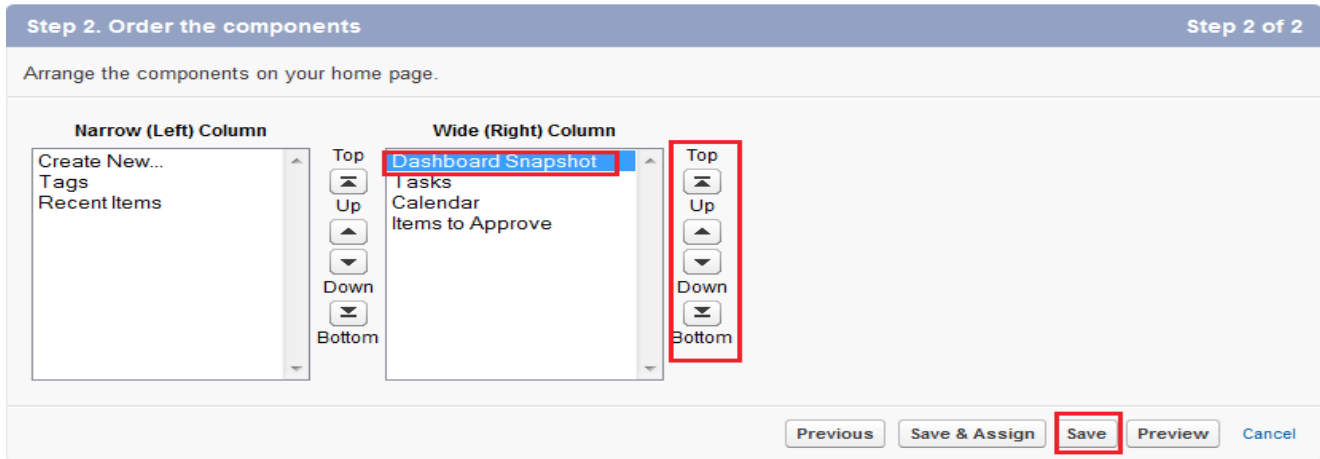 Step 2. Order the components Step 2 of 2
Arrange the components on your home page.
Narrow (Left) Column
Create New...
Tags
Recent Items
Top
Up
Down
Bottom
Wide (Right) Column
Dashboard Snapshot
Tasks
Calendar
Items to Approve
Top
Up
Down
Bottom
Previous Save & Assign Save Preview Cancel